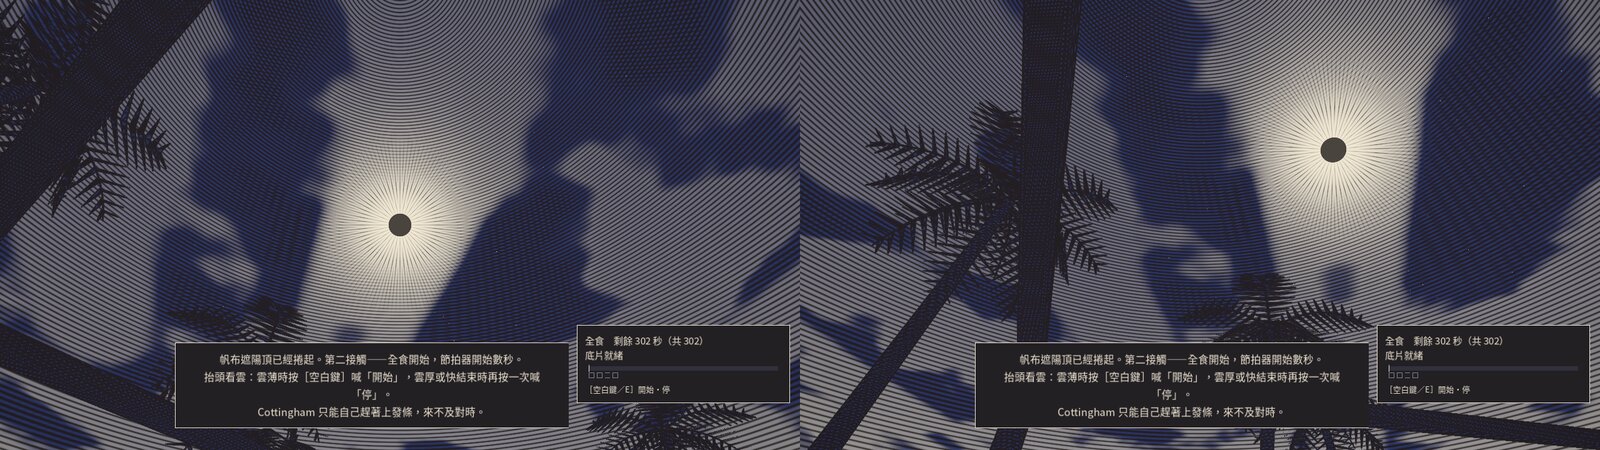 帆布遮陽頂已經捲起。第二接觸——全食開始，節拍器開始數秒。
抬頭看雲：雲薄時按［空白鍵］喊「開始」，雲厚或快結束時再按一次喊
「停」。
Cottingham 只能自己趕著上發條，來不及對時。
全食　剩餘 302 秒（共 302）
底片就緒
□□□□
［空白鍵／E］開始・停
帆布遮陽頂已經捲起。第二接觸——全食開始，節拍器開始數秒。
抬頭看雲：雲薄時按［空白鍵］喊「開始」，雲厚或快結束時再按一次喊
「停」。
Cottingham 只能自己趕著上發條，來不及對時。
全食　剩餘 302 秒（共 302）
底片就緒
□□□□
［空白鍵／E］開始・停